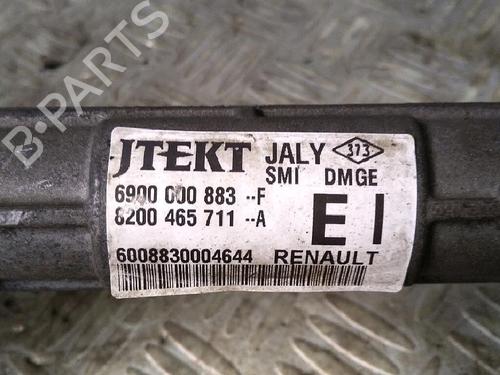 B-PARTS
JTEKT JALY 373
SMI DMGE
6900 000 883 --F
8200 465 711 --A
EI
6008830004644 RENAULT